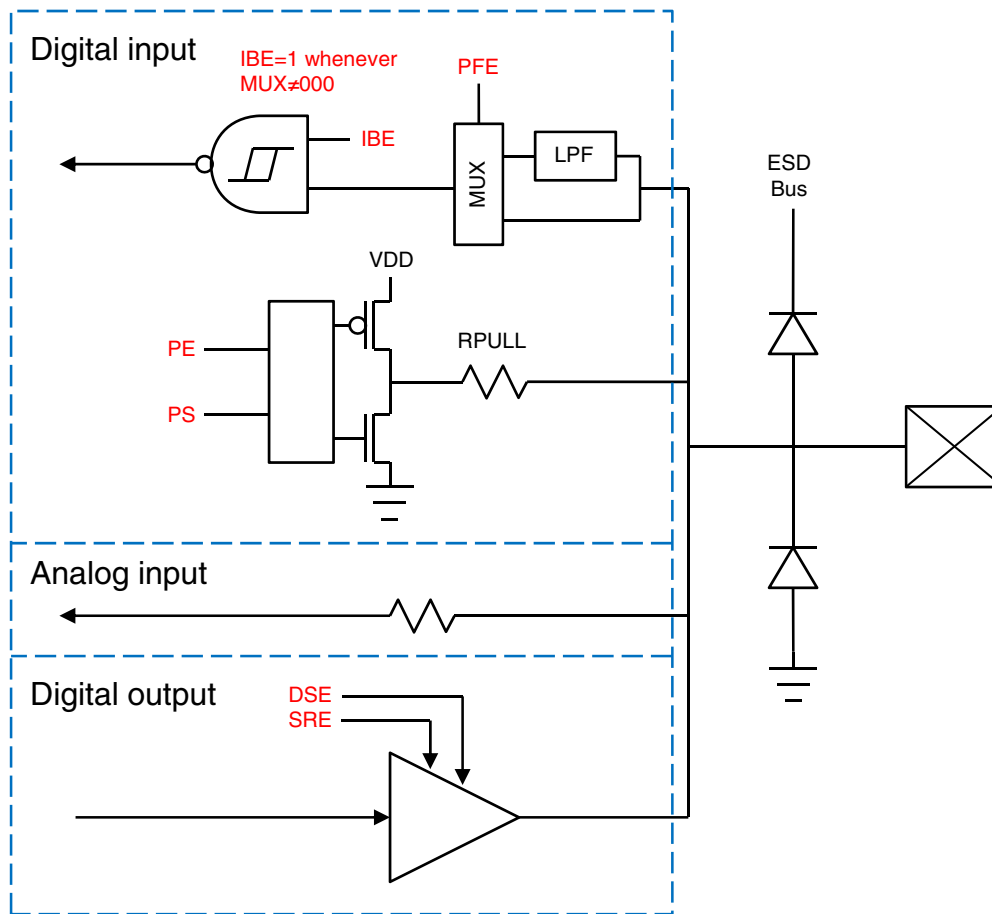 Digital input
IBE=1 whenever
MUX≠000
PFE
IBE
MUX
LPF
ESD
Bus
VDD
PE
RPULL
PS
Analog input
Digital output
DSE
SRE